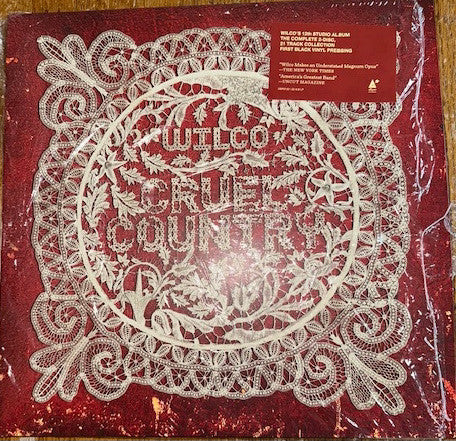 WILCO'S 12th STUDIO ALBUM
THE COMPLETE 2-DISC,
21 TRACK COLLECTION
FIRST BLACK VINYL PRESSING
"Wilco Makes an Understated Magnum Opus"
—THE NEW YORK TIMES
"America's Greatest Band"
—UNCUT MAGAZINE
WILCO
CRUEL
COUNTRY